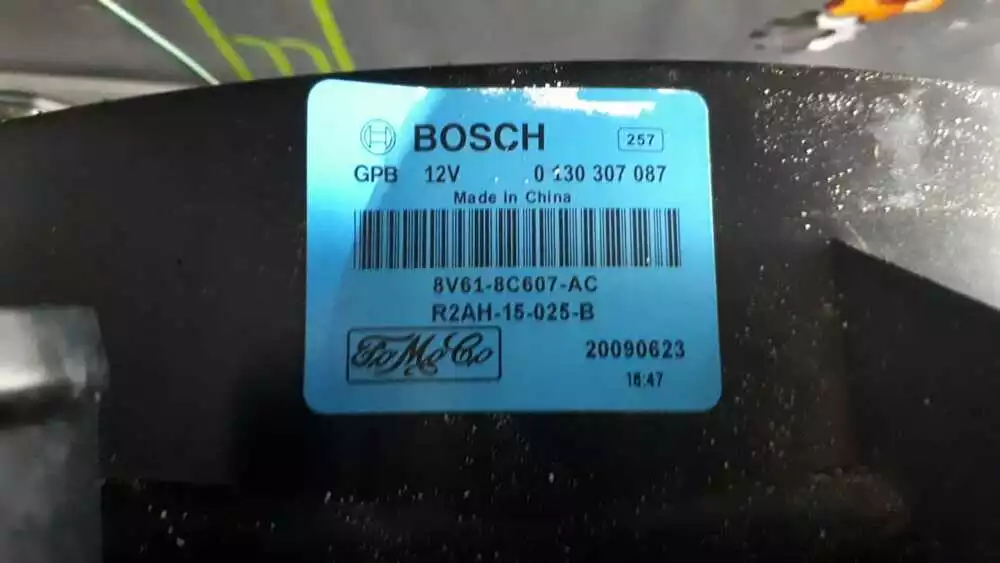 BOSCH 257
GPB 12V 0 130 307 087
Made in China
8V61-8C607-AC
R2AH-15-025-B
FoMoCo 20090623
16:47